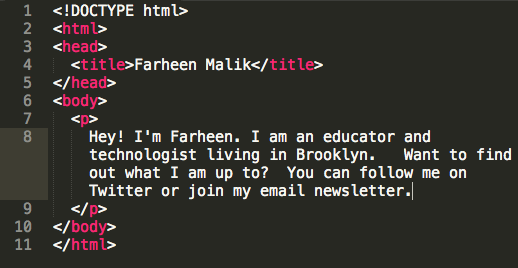 1 <!DOCTYPE html>
2 <html>
3 <head>
4 <title>Farheen Malik</title>
5 </head>
6 <body>
7 <p>
8 Hey! I'm Farheen. I am an educator and
technologist living in Brooklyn.   Want to find
out what I am up to?  You can follow me on
Twitter or join my email newsletter.
9 </p>
10 </body>
11 </html>